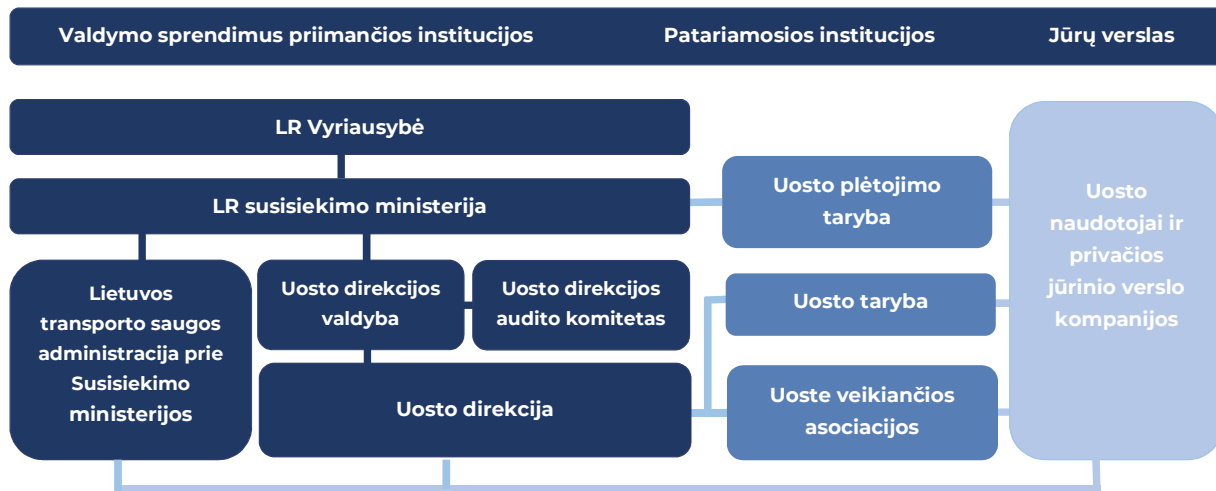 Valdymo sprendimus priimančios institucijos
Patariamosios institucijos
Jūrų verslas
LR Vyriausybė
LR susisiekimo ministerija
Lietuvos
transporto saugos
administracija prie
Susisiekimo
ministerijos
Uosto direkcijos
valdyba
Uosto direkcijos
audito komitetas
Uosto direkcija
Uosto plėtojimo
taryba
Uosto taryba
Uoste veikiančios
asociacijos
Uosto
naudotojai ir
privačios
jūrinio verslo
kompanijos